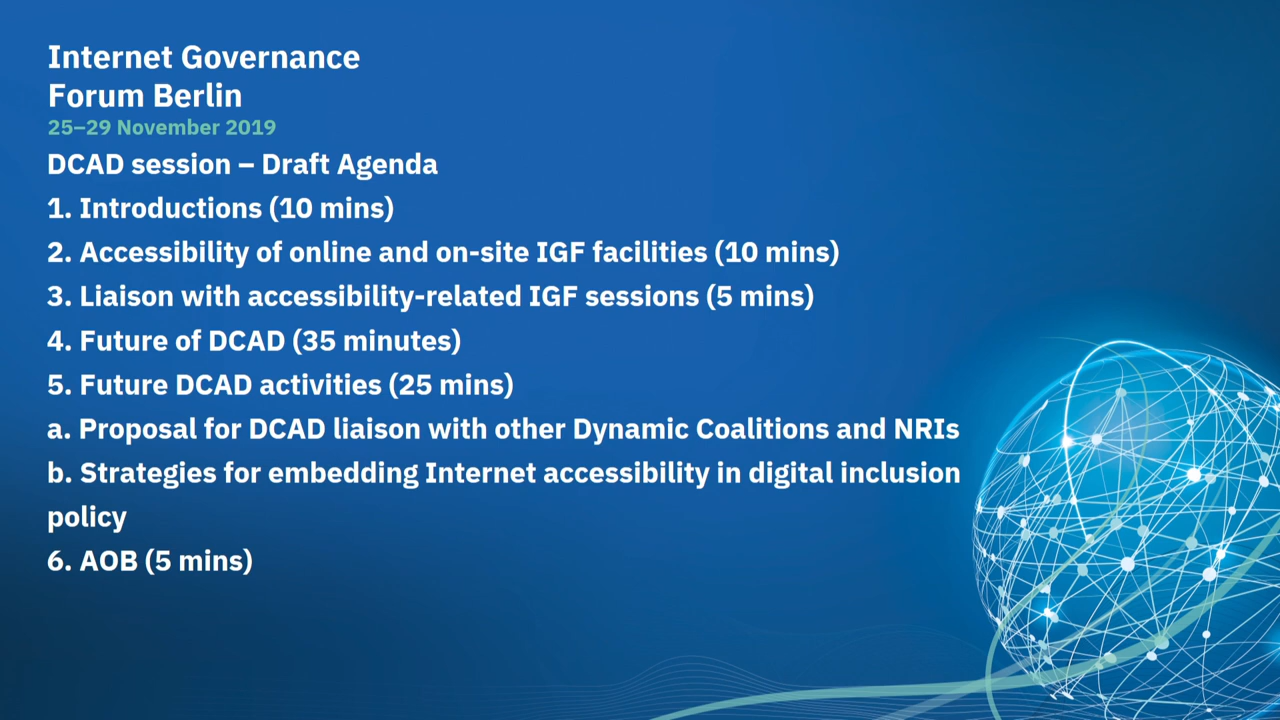 Internet Governance
Forum Berlin
25–29 November 2019
DCAD session – Draft Agenda
1. Introductions (10 mins)
2. Accessibility of online and on-site IGF facilities (10 mins)
3. Liaison with accessibility-related IGF sessions (5 mins)
4. Future of DCAD (35 minutes)
5. Future DCAD activities (25 mins)
a. Proposal for DCAD liaison with other Dynamic Coalitions and NRIs
b. Strategies for embedding Internet accessibility in digital inclusion
policy
6. AOB (5 mins)